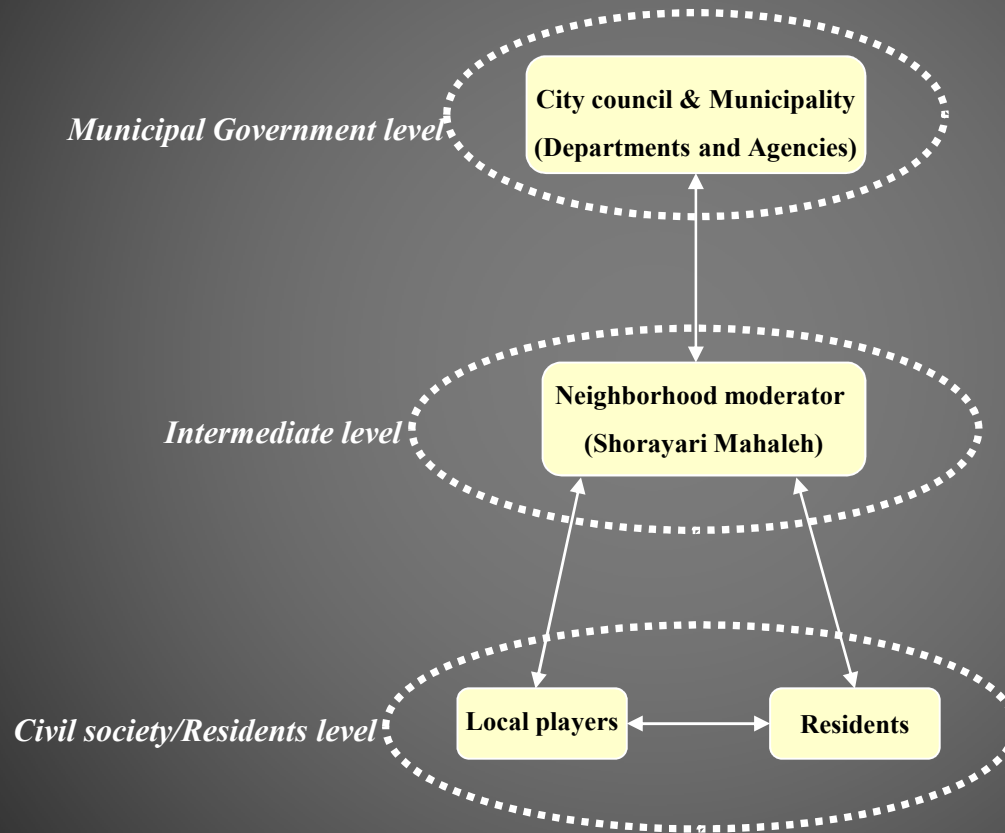 City council & Municipality
(Departments and Agencies)
Municipal Government level
Neighborhood moderator
(Shorayari Mahaleh)
Intermediate level
Local players
Residents
Civil society/Residents level